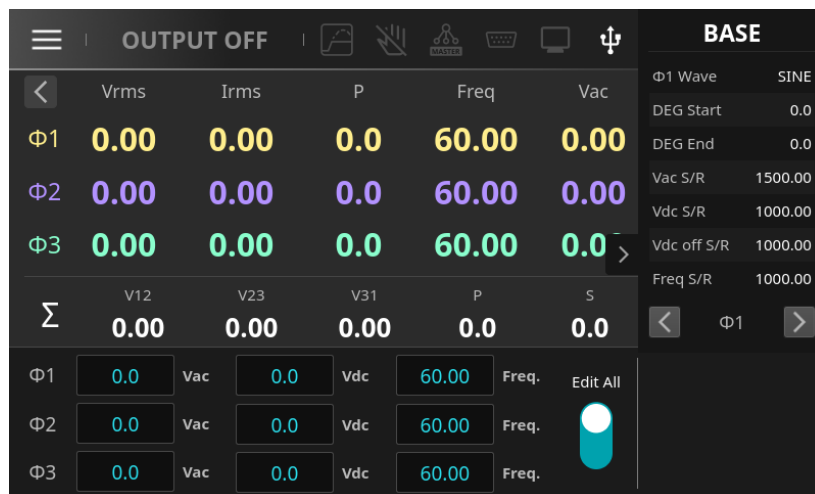 OUTPUT OFF
MASTER
BASE
Vrms Irms P Freq Vac
Φ1 0.00 0.00 0.0 60.00 0.00
Φ2 0.00 0.00 0.0 60.00 0.00
Φ3 0.00 0.00 0.0 60.00 0.0
V12 V23 V31 P S
Σ 0.00 0.00 0.00 0.0 0.0
Φ1 0.0 Vac 0.0 Vdc 60.00 Freq.
Φ2 0.0 Vac 0.0 Vdc 60.00 Freq.
Φ3 0.0 Vac 0.0 Vdc 60.00 Freq.
Edit All
Φ1 Wave SINE
DEG Start 0.0
DEG End 0.0
Vac S/R 1500.00
Vdc S/R 1000.00
Vdc off S/R 1000.00
Freq S/R 1000.00
Φ1